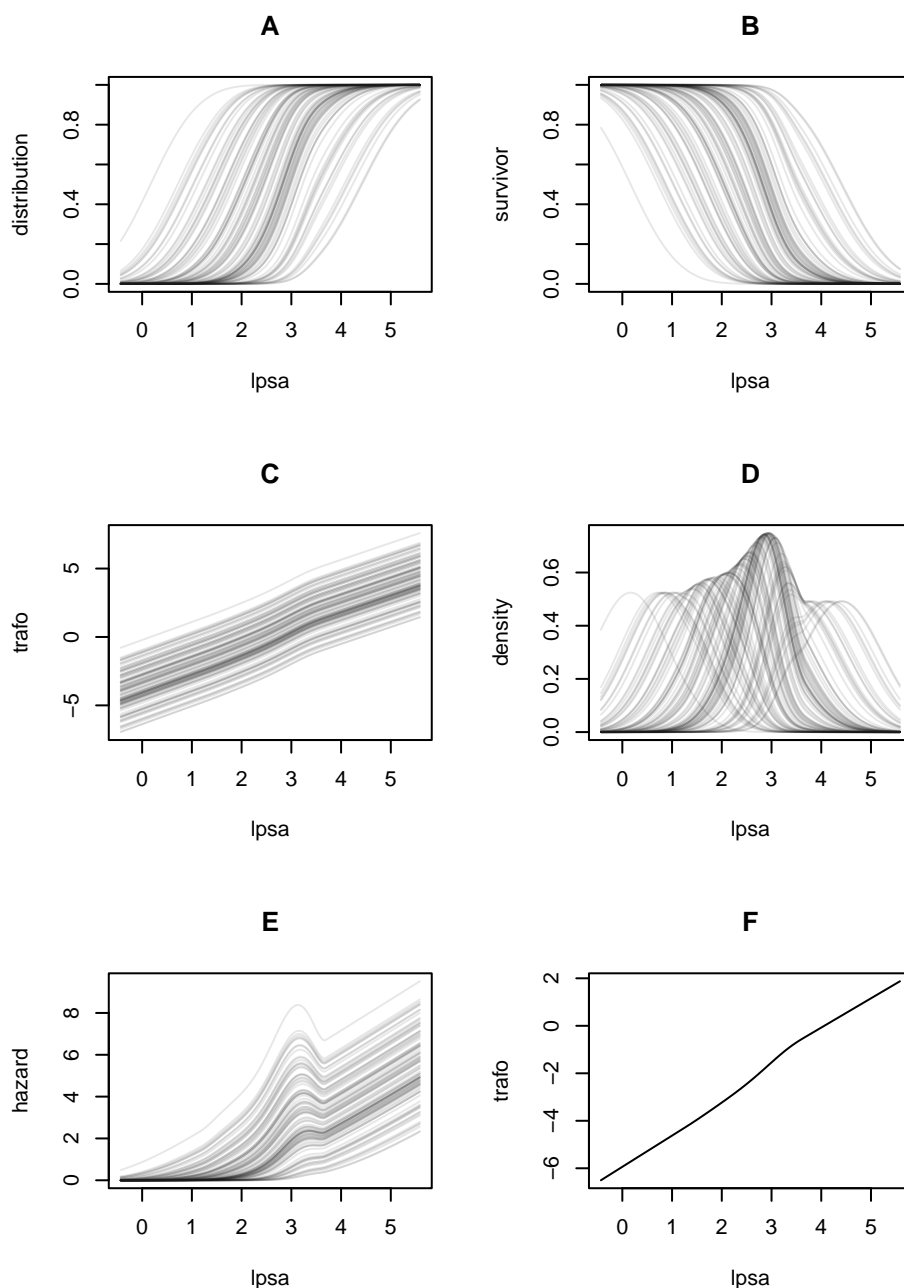 A
distribution
0.0 0.4 0.8
0 1 2 3 4 5
lpsa
B
survivor
0.0 0.4 0.8
0 1 2 3 4 5
lpsa
C
trafo
−5 0 5
0 1 2 3 4 5
lpsa
D
density
0.0 0.2 0.4 0.6
0 1 2 3 4 5
lpsa
E
hazard
0 2 4 6 8
0 1 2 3 4 5
lpsa
F
trafo
−6 −4 −2 0 2
0 1 2 3 4 5
lpsa